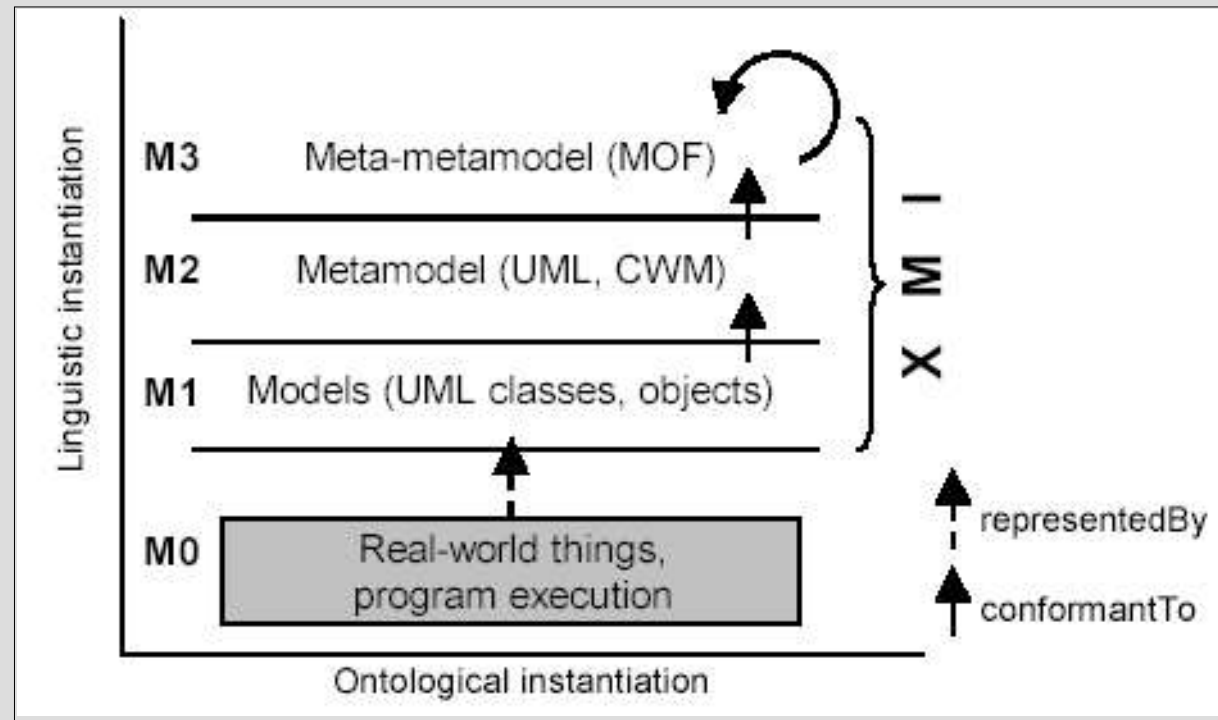 Linguistic instantiation
M3
Meta-metamodel (MOF)
M2
Metamodel (UML, CWM)
M1
Models (UML classes, objects)
M0
Real-world things,
program execution
X M I
representedBy
conformantTo
Ontological instantiation